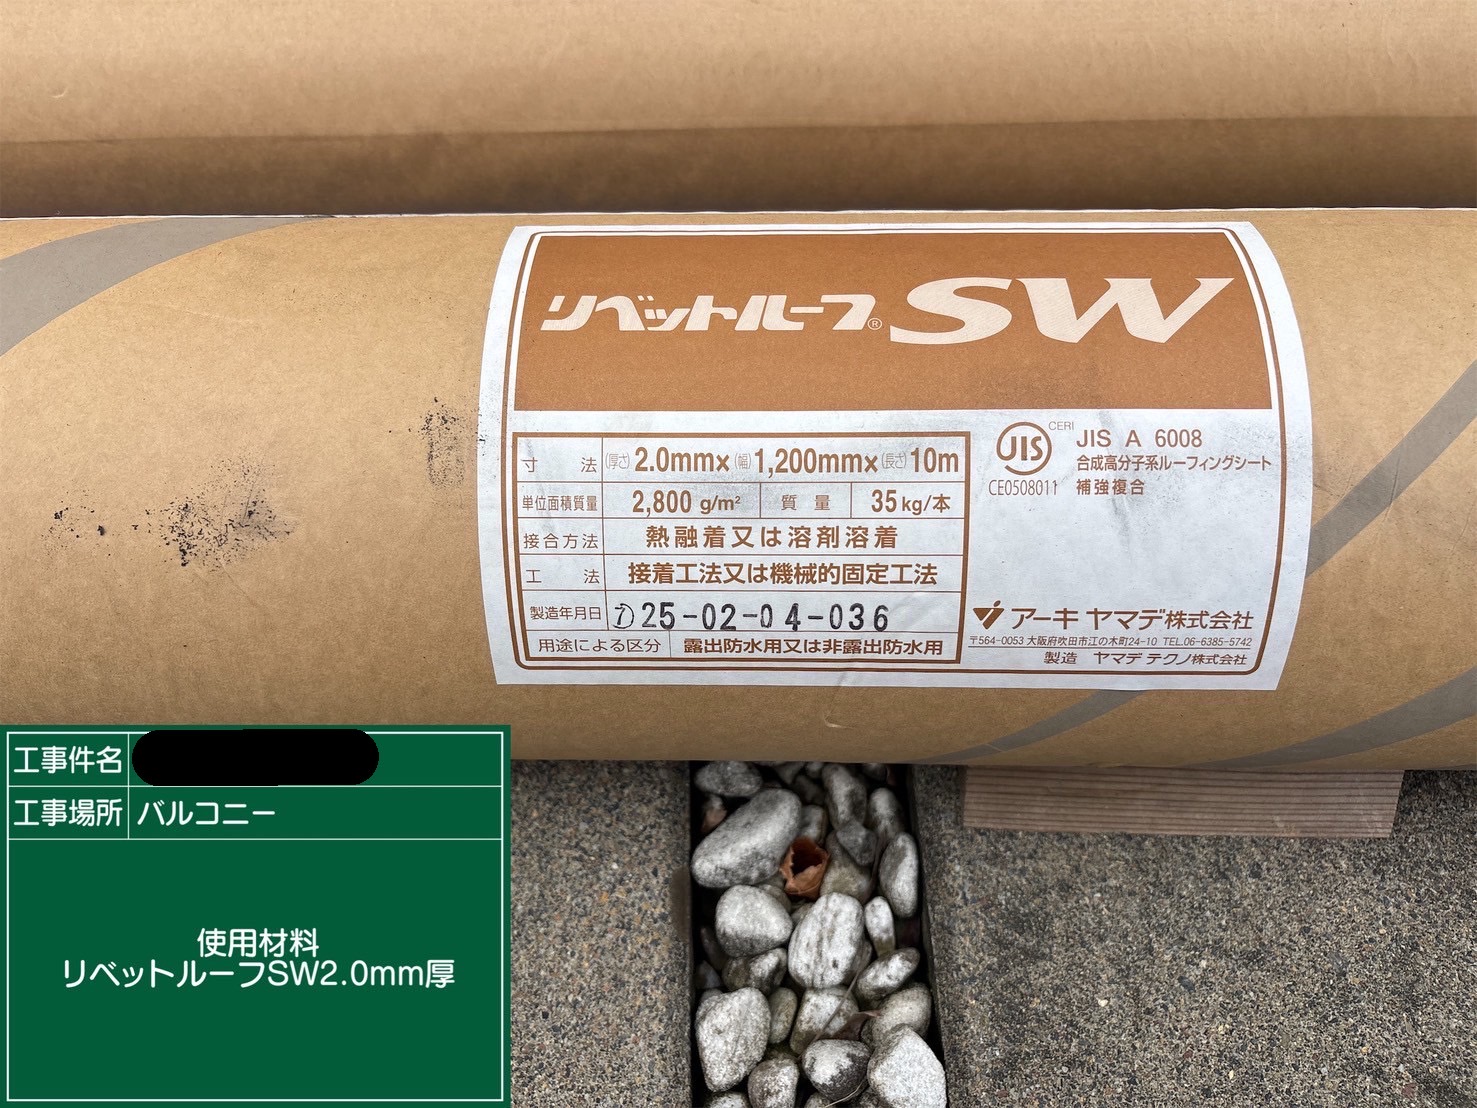 リベットルーフ® SW
寸法 (厚さ) 2.0mm× (幅) 1,200mm× (長さ) 10m
単位面積質量 2,800 g/m² 質量 35kg/本
接合方法 熱融着又は溶剤溶着
工法 接着工法又は機械的固定工法
製造年月日 25-02-04-036
用途による区分 露出防水用又は非露出防水用
JIS
CERI
CE0508011
JIS A 6008
合成高分子系ルーフィングシート
補強複合
アーキヤマデ株式会社
〒564-0053 大阪府吹田市江の木町24-10 TEL.06-6385-5742
製造 ヤマデテクノ株式会社
工事件名
工事場所 バルコニー
使用材料
リベットルーフSW2.0mm厚